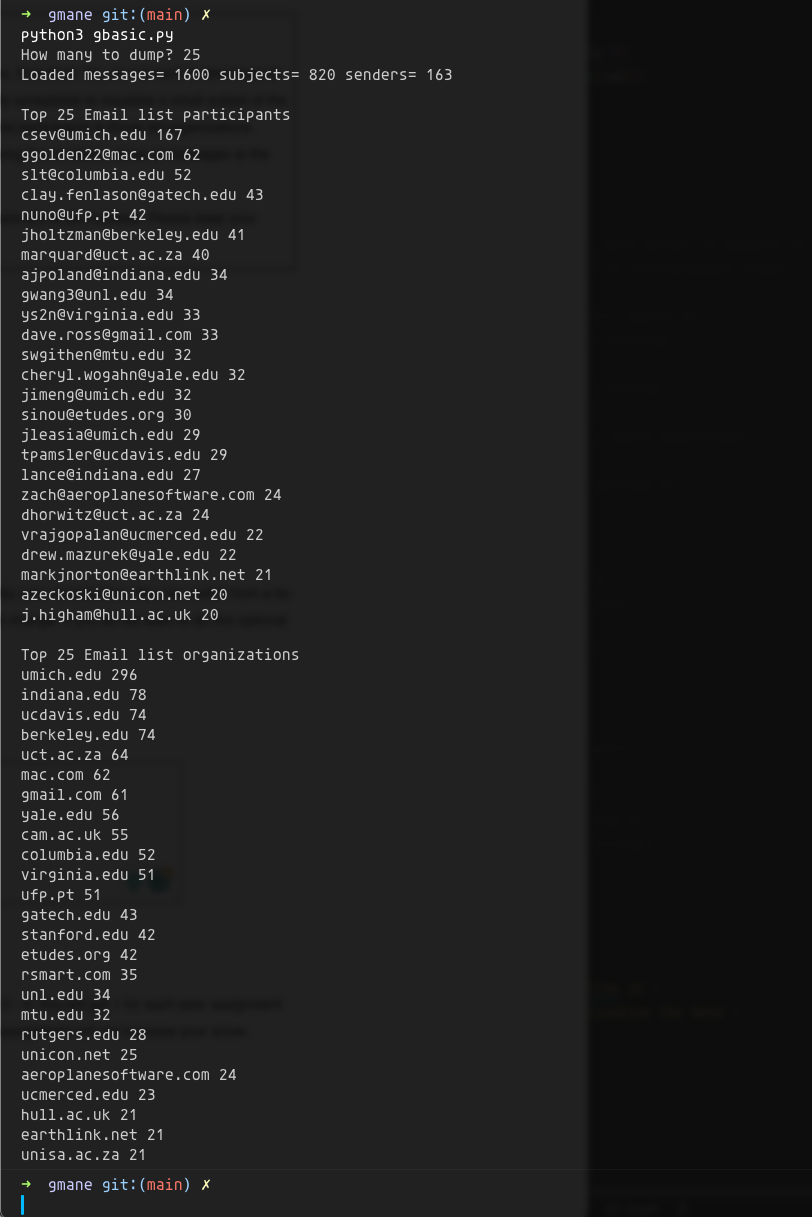 ➜ gmane git:(main) ✗
python3 gbasic.py
How many to dump? 25
Loaded messages= 1600 subjects= 820 senders= 163
Top 25 Email list participants
csev@umich.edu 167
ggolden22@mac.com 62
slt@columbia.edu 52
clay.fenlason@gatech.edu 43
nuno@ufp.pt 42
jholtzman@berkeley.edu 41
marquard@uct.ac.za 40
ajpoland@indiana.edu 34
gwang3@unl.edu 34
ys2n@virginia.edu 33
dave.ross@gmail.com 33
swgithen@mtu.edu 32
cheryl.wogahn@yale.edu 32
jimeng@umich.edu 32
sinou@etudes.org 30
jleasia@umich.edu 29
tpamsler@ucdavis.edu 29
lance@indiana.edu 27
zach@aeroplanesoftware.com 24
dhorwitz@uct.ac.za 24
vrajgopalan@ucmerced.edu 22
drew.mazurek@yale.edu 22
markjnorton@earthlink.net 21
azeckoski@unicon.net 20
j.higham@hull.ac.uk 20
Top 25 Email list organizations
umich.edu 296
indiana.edu 78
ucdavis.edu 74
berkeley.edu 74
uct.ac.za 64
mac.com 62
gmail.com 61
yale.edu 56
cam.ac.uk 55
columbia.edu 52
virginia.edu 51
ufp.pt 51
gatech.edu 43
stanford.edu 42
etudes.org 42
rsmart.com 35
unl.edu 34
mtu.edu 32
rutgers.edu 28
unicon.net 25
aeroplanesoftware.com 24
ucmerced.edu 23
hull.ac.uk 21
earthlink.net 21
unisa.ac.za 21
➜ gmane git:(main) ✗